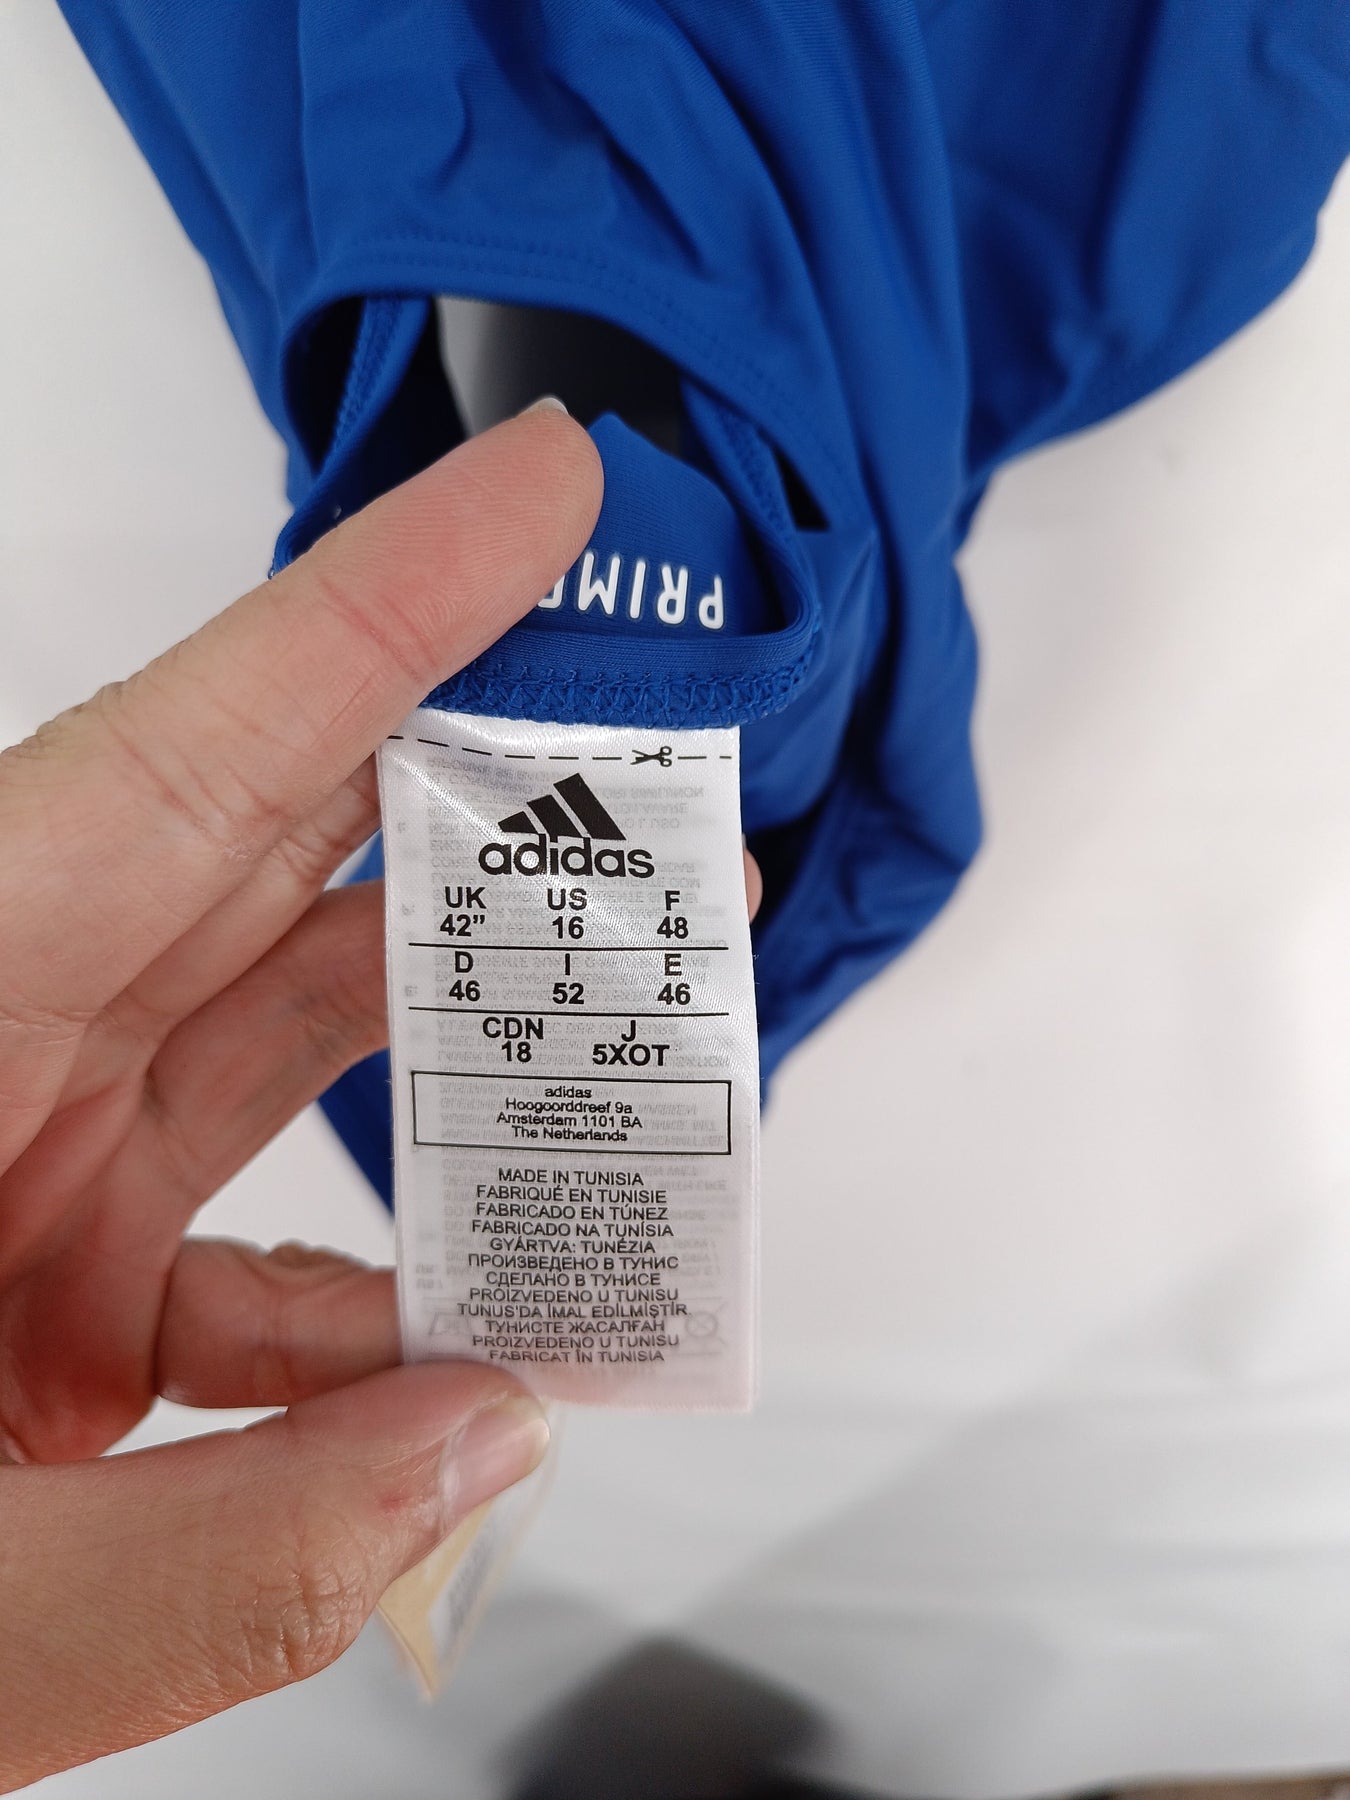 PRIM
adidas
UK US F
42" 16 48
D I E
46 52 46
CDN J
18 5XOT
adidas
Hoogoorddreef 9a
Amsterdam 1101 BA
The Netherlands
MADE IN TUNISIA
FABRIQUÉ EN TUNISIE
FABRICADO EN TÚNEZ
FABRICADO NA TUNÍSIA
GYÁRTVA: TUNÉZIA
ПРОИЗВЕДЕНО В ТУНИС
СДЕЛАНО В ТУНИСЕ
PROIZVEDENO U TUNISU
TUNUS'DA İMAL EDİLMİŞTİR.
ТУНИСТЕ ЖАСАЛҒАН
PROIZVEDENO U TUNISU
FABRICAT ÎN TUNISIA